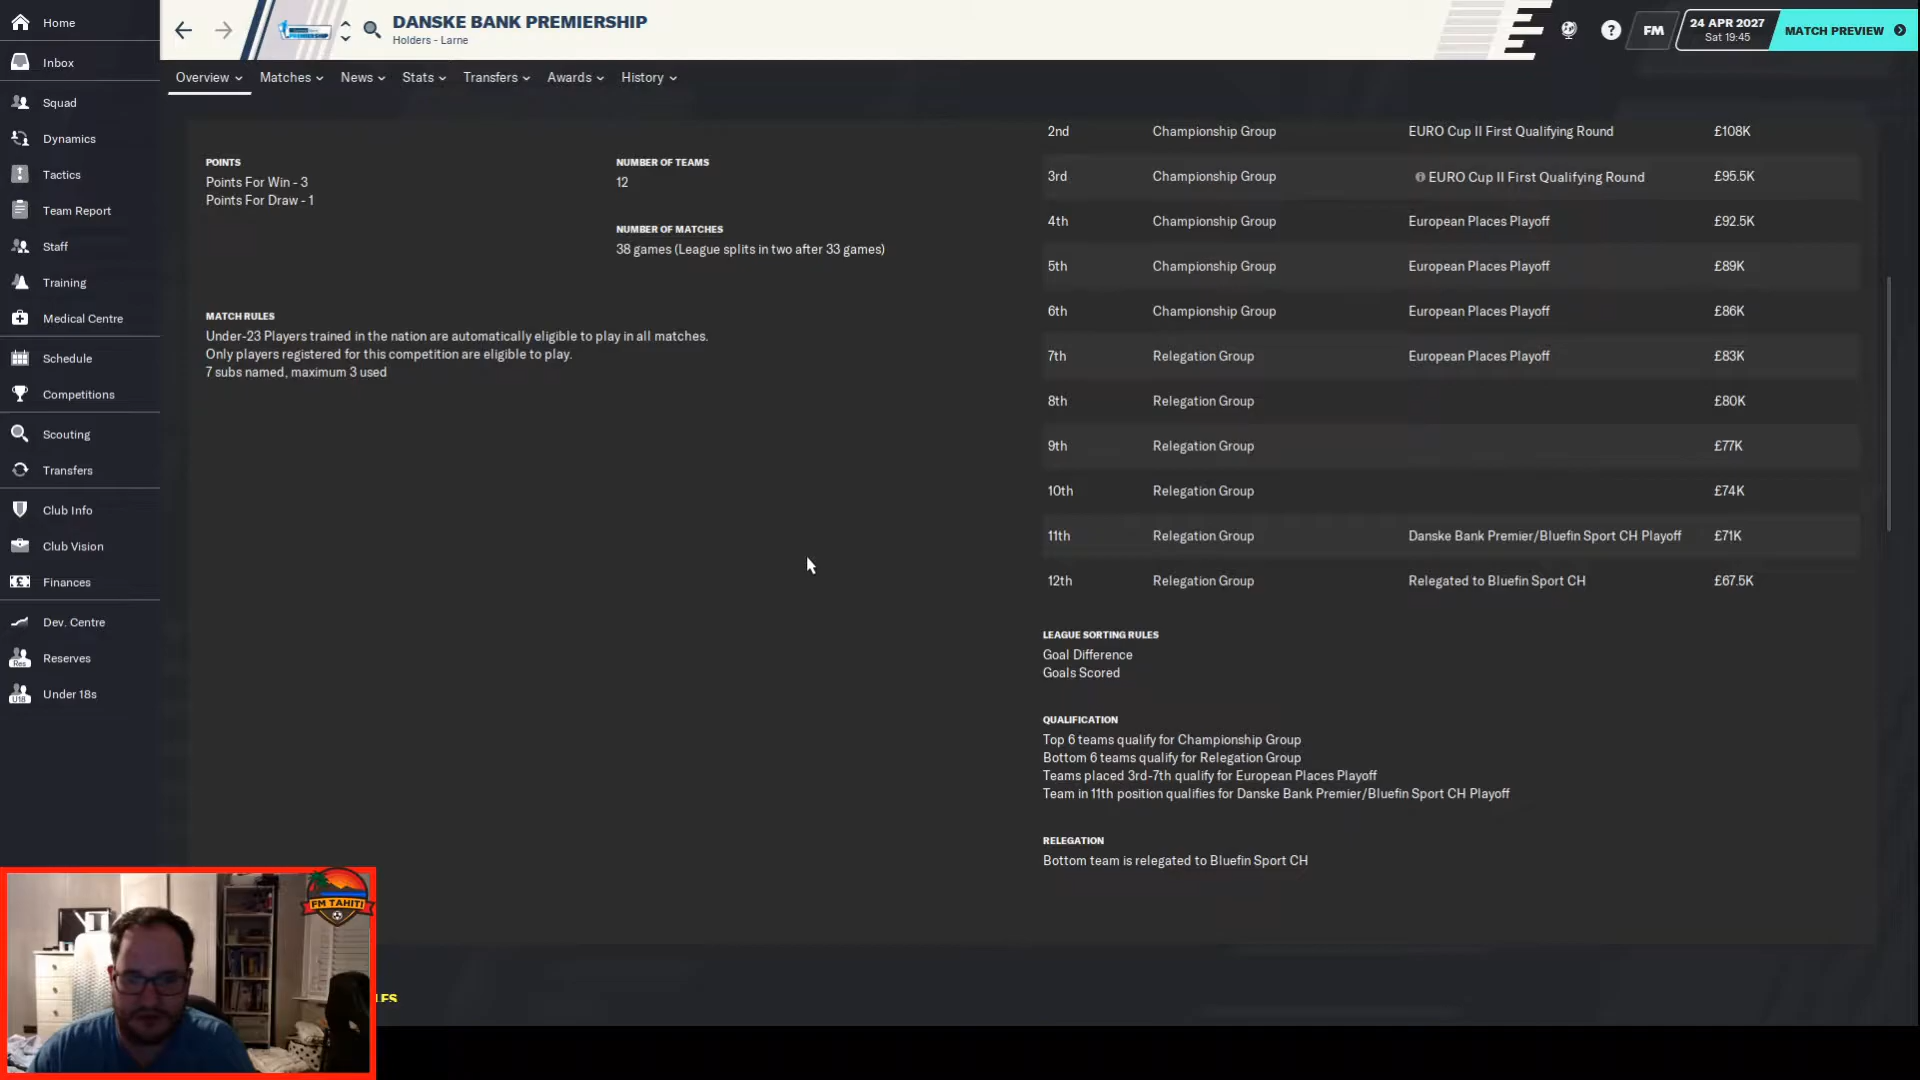 Home
Inbox
Squad
Dynamics
Tactics
Team Report
Staff
Training
Medical Centre
Schedule
Competitions
Scouting
Transfers
Club Info
Club Vision
Finances
Dev. Centre
Res
Reserves
U18
Under 18s
DANSKE BANK PREMIERSHIP
Holders - Larne
?
FM
24 APR 2027
Sat 19:45
MATCH PREVIEW
Overview
Matches
News
Stats
Transfers
Awards
History
POINTS
Points For Win - 3
Points For Draw - 1
NUMBER OF TEAMS
12
NUMBER OF MATCHES
38 games (League splits in two after 33 games)
MATCH RULES
Under-23 Players trained in the nation are automatically eligible to play in all matches.
Only players registered for this competition are eligible to play.
7 subs named, maximum 3 used
2nd Championship Group EURO Cup II First Qualifying Round £108K
3rd Championship Group EURO Cup II First Qualifying Round £95.5K
4th Championship Group European Places Playoff £92.5K
5th Championship Group European Places Playoff £89K
6th Championship Group European Places Playoff £86K
7th Relegation Group European Places Playoff £83K
8th Relegation Group £80K
9th Relegation Group £77K
10th Relegation Group £74K
11th Relegation Group Danske Bank Premier/Bluefin Sport CH Playoff £71K
12th Relegation Group Relegated to Bluefin Sport CH £67.5K
LEAGUE SORTING RULES
Goal Difference
Goals Scored
QUALIFICATION
Top 6 teams qualify for Championship Group
Bottom 6 teams qualify for Relegation Group
Teams placed 3rd-7th qualify for European Places Playoff
Team in 11th position qualifies for Danske Bank Premier/Bluefin Sport CH Playoff
RELEGATION
Bottom team is relegated to Bluefin Sport CH
FM TAHITI
LES